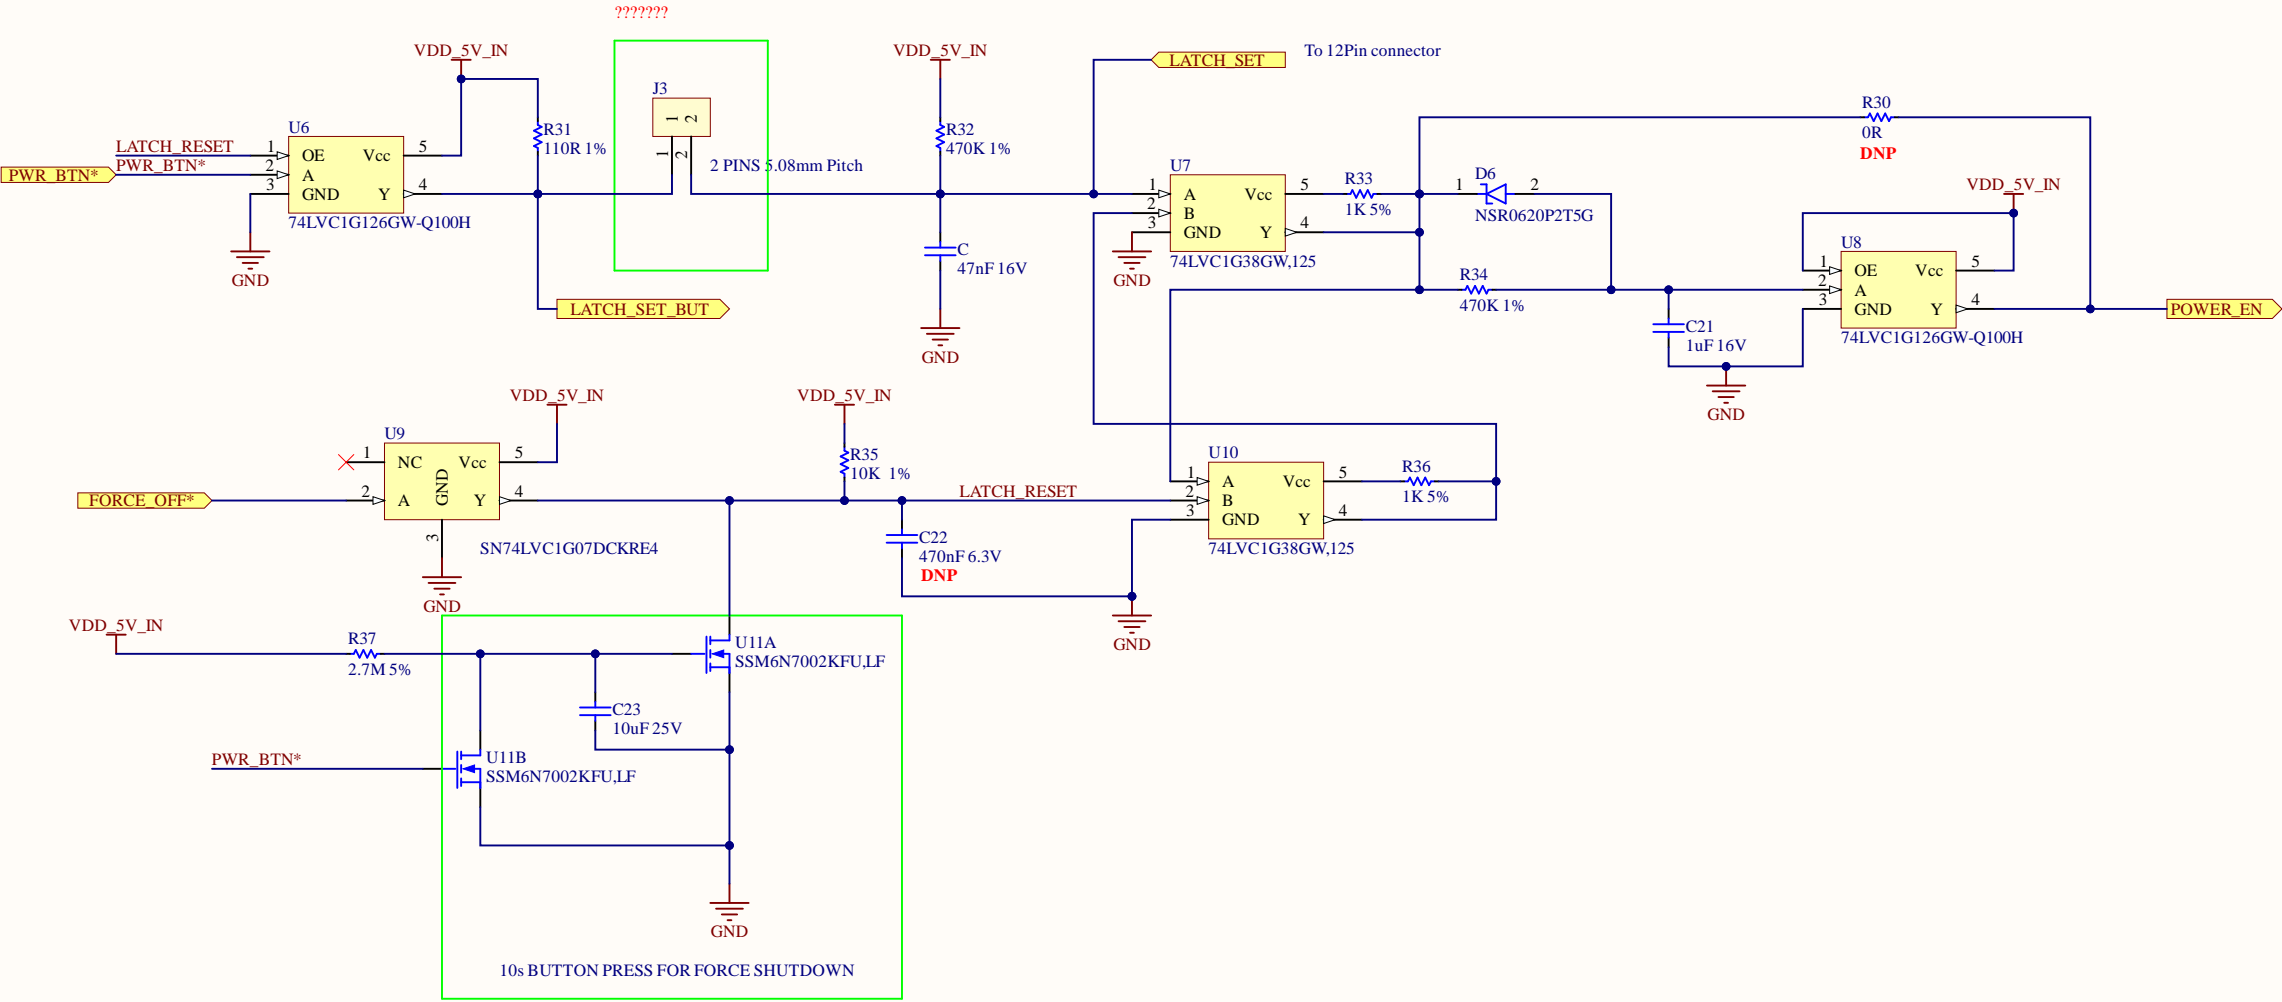 ???????
VDD_5V_IN
VDD_5V_IN
LATCH_SET
To 12Pin connector
J3
1
2
1
2
2 PINS 5.08mm Pitch
R30
0R
DNP
U6
LATCH_RESET
PWR_BTN*
PWR_BTN*
1
2
3
OE
A
GND
Vcc
Y
5
4
74LVC1G126GW-Q100H
GND
R31
110R 1%
LATCH_SET_BUT
R32
470K 1%
C
47nF 16V
GND
U7
1
2
3
A
B
GND
Vcc
Y
5
4
74LVC1G38GW,125
GND
R33
1K 5%
D6
1
2
NSR0620P2T5G
R34
470K 1%
VDD_5V_IN
U8
1
2
3
OE
A
GND
Vcc
Y
5
4
74LVC1G126GW-Q100H
POWER_EN
C21
1uF 16V
GND
VDD_5V_IN
VDD_5V_IN
U9
1
2
3
NC
A
GND
Vcc
Y
5
4
FORCE_OFF*
SN74LVC1G07DCKRE4
GND
R35
10K 1%
LATCH_RESET
C22
470nF 6.3V
DNP
U10
1
2
3
A
B
GND
Vcc
Y
5
4
74LVC1G38GW,125
R36
1K 5%
GND
VDD_5V_IN
R37
2.7M 5%
U11A
SSM6N7002KFU,LF
C23
10uF 25V
PWR_BTN*
U11B
SSM6N7002KFU,LF
GND
10s BUTTON PRESS FOR FORCE SHUTDOWN